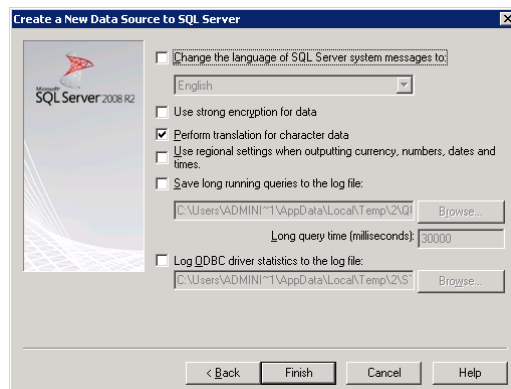 Create a New Data Source to SQL Server
Microsoft
SQL Server 2008 R2
Change the language of SQL Server system messages to:
English
Use strong encryption for data
Perform translation for character data
Use regional settings when outputting currency, numbers, dates and
times.
Save long running queries to the log file:
C:\Users\ADMINI~1\AppData\Local\Temp\2\QU
Browse...
Long query time (milliseconds):
30000
Log ODBC driver statistics to the log file:
C:\Users\ADMINI~1\AppData\Local\Temp\2\ST
Browse...
< Back
Finish
Cancel
Help